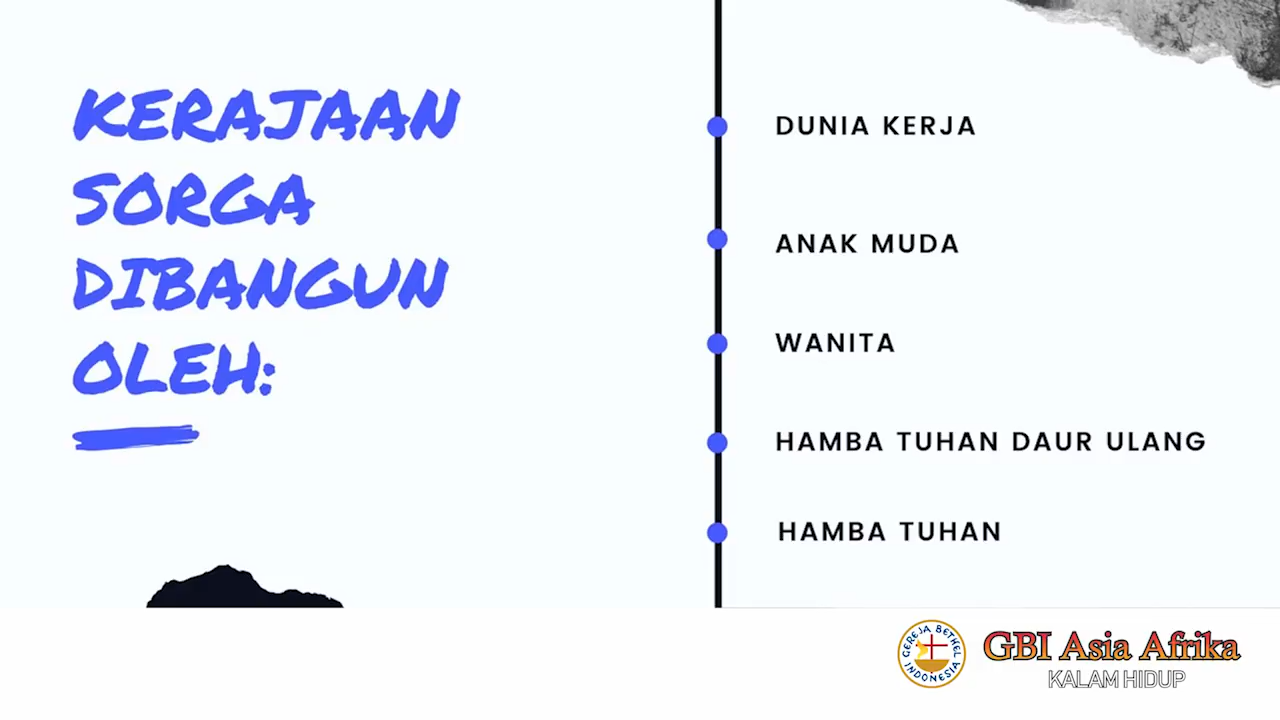 KERAJAAN
SORGA
DIBANGUN
OLEH:
DUNIA KERJA
ANAK MUDA
WANITA
HAMBA TUHAN DAUR ULANG
HAMBA TUHAN
GEREJA BETHEL
INDONESIA
GBI Asia Afrika
KALAM HIDUP